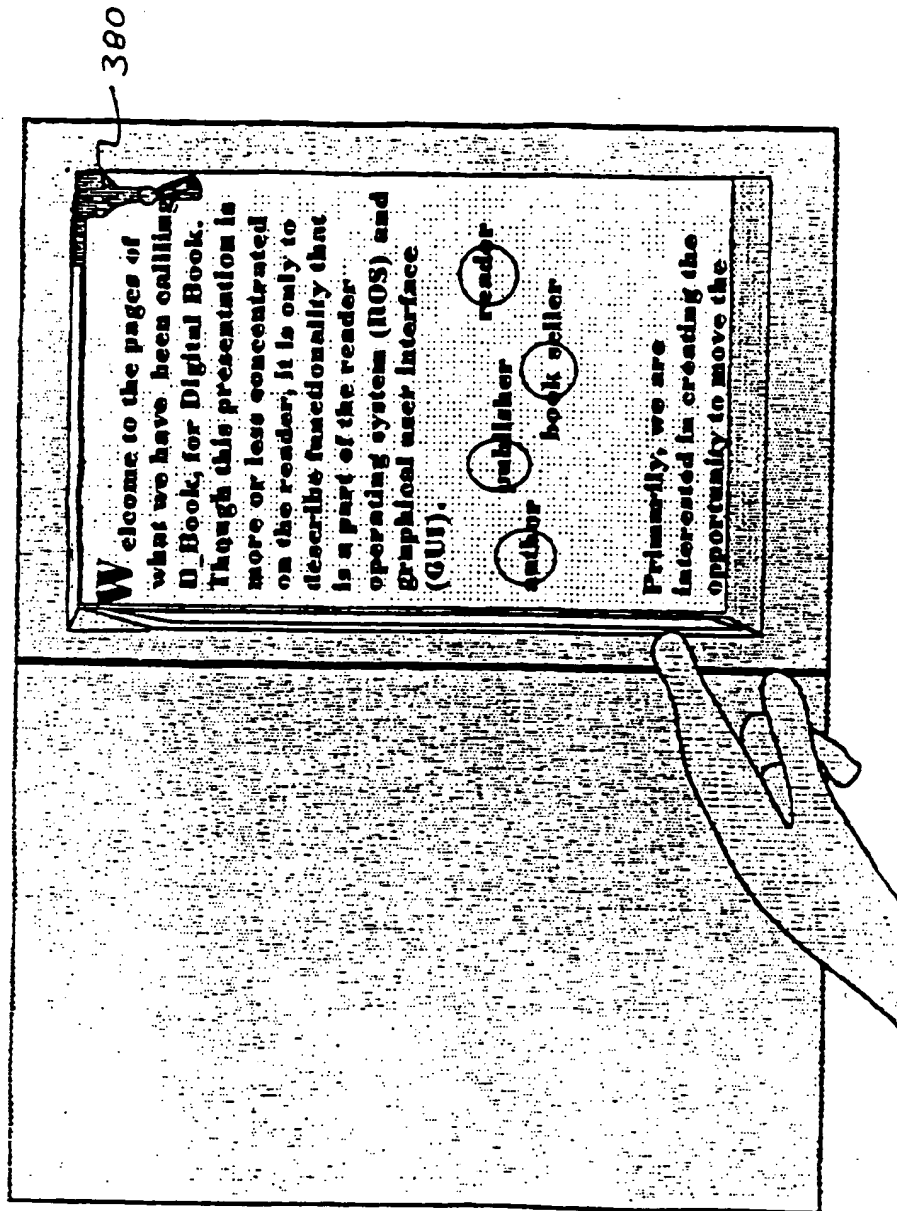 380
Welcome to the pages of
what we have been callling
D_Book, for Digital Book.
Though this presentation is
more or less concentrated
on the reader, it is only to
describe functionality that
is a part of the reader
operating system (ROS) and
graphical user interface
(GUI).
author publisher book seller reader
Primarily, we are
interested in creating the
opportunity to move the